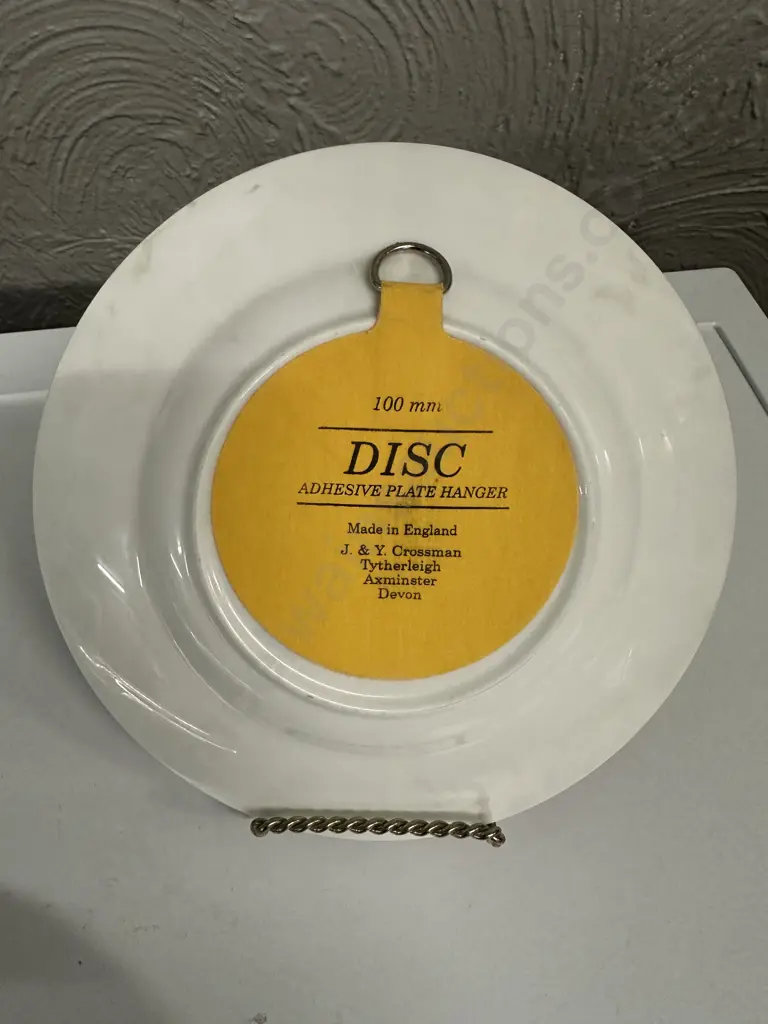 100 mm
DISC
ADHESIVE PLATE HANGER
Made in England
J. & Y. Crossman
Tytherleigh
Axminster
Devon